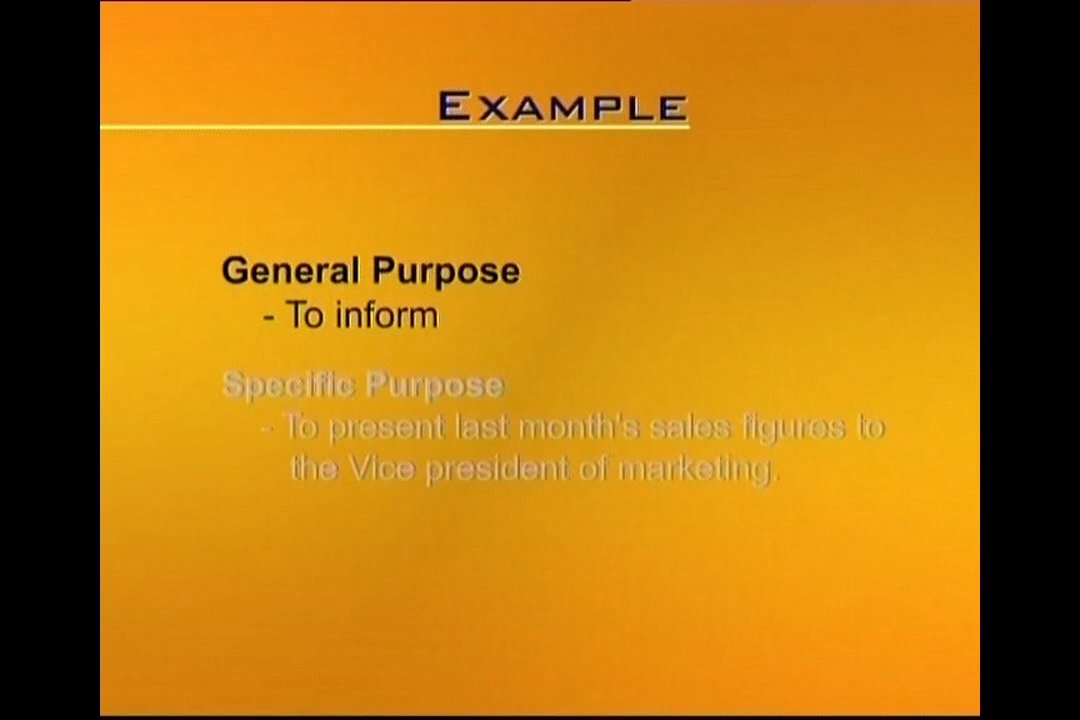 EXAMPLE
General Purpose
- To inform
Specific Purpose
- To present last month's sales figures to
the Vice president of marketing.